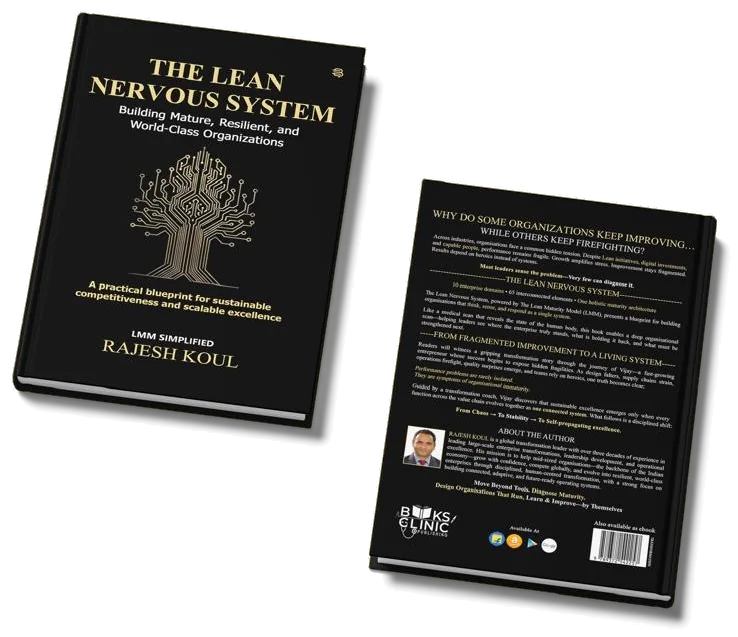 THE LEAN
NERVOUS SYSTEM
Building Mature, Resilient, and
World-Class Organizations
A practical blueprint for sustainable
competitiveness and scalable excellence
LMM SIMPLIFIED
RAJESH KOUL
WHY DO SOME ORGANIZATIONS KEEP IMPROVING…
WHILE OTHERS KEEP FIREFIGHTING?
Across industries, organisations face a common hidden tension. Despite Lean initiatives, digital investments,
and capable people, performance remains fragile. Growth amplifies stress. Improvement stays fragmented.
Results depend on heroics instead of systems.
Most leaders sense the problem—Very few can diagnose it.
THE LEAN NERVOUS SYSTEM
10 enterprise domains • 65 interconnected elements • One holistic maturity architecture
The Lean Nervous System, powered by The Lean Maturity Model (LMM), presents a blueprint for building
organisations that think, sense, and respond as a single system.
Like a medical scan that reveals the state of the human body, this book enables a deep organisational
scan—helping leaders see where the enterprise truly stands, what is holding it back, and what must be
strengthened next.
-----FROM FRAGMENTED IMPROVEMENT TO A LIVING SYSTEM-----
Readers will witness a gripping transformation story through the journey of Vijay—a fast-growing
entrepreneur whose success begins to expose hidden fragilities. As design falters, supply chains strain,
operations firefight, quality surprises emerge, and teams rely on heroics, one truth becomes clear:
Performance problems are rarely isolated.
They are symptoms of organisational immaturity.
Guided by a transformation coach, Vijay discovers that sustainable excellence emerges only when every
function across the value chain evolves together as one connected system. What follows is a disciplined shift:
From Chaos → To Stability → To Self-propagating excellence.
ABOUT THE AUTHOR
RAJESH KOUL is a global transformation leader with over three decades of experience in
leading large-scale enterprise transformations, leadership development, and operational
excellence. His mission is to help mid-sized organisations—the backbone of the Indian
economy—grow with confidence, compete globally, and evolve into resilient, world-class
enterprises through disciplined, human-centred transformation, with a strong focus on
building connected, adaptive, and future-ready operating systems.
Move Beyond Tools. Diagnose Maturity.
Design Organisations That Run, Learn & Improve—by Themselves
BOOKS
CLINIC
PUBLISHING
Available At
Also available as ebook